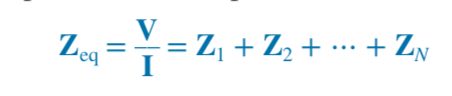 Z_eq = V/I = Z_1 + Z_2 + ⋯ + Z_N